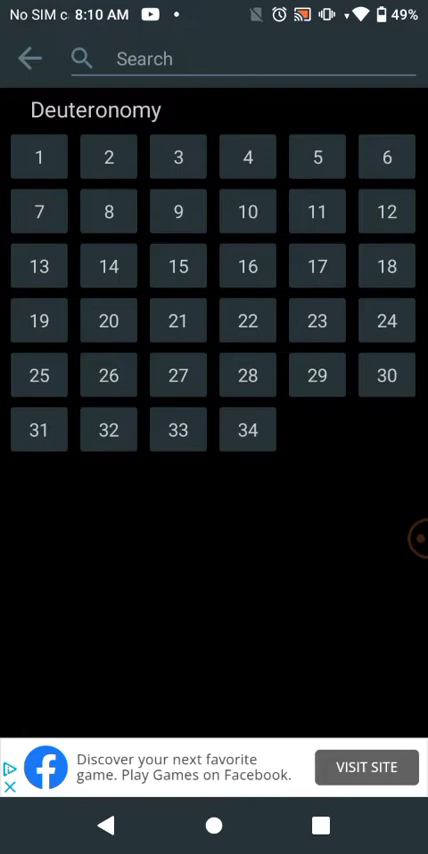 No SIM c 8:10 AM 49%
Search
Deuteronomy
1 2 3 4 5 6
7 8 9 10 11 12
13 14 15 16 17 18
19 20 21 22 23 24
25 26 27 28 29 30
31 32 33 34
Discover your next favorite
game. Play Games on Facebook.
VISIT SITE